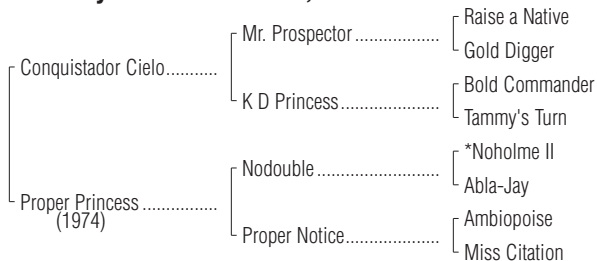 Raise a Native
Mr. Prospector..................
Gold Digger
Conquistador Cielo...........
Bold Commander
K D Princess.....................
Tammy's Turn
*Noholme II
Nodouble ........................
Abla-Jay
Proper Princess ................
(1974)
Ambiopoise
Proper Notice....................
Miss Citation